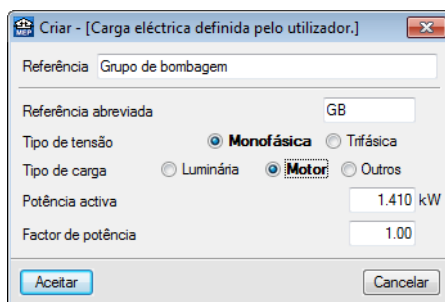 MEP Criar - [Carga eléctrica definida pelo utilizador.]
Referência Grupo de bombagem
Referência abreviada GB
Tipo de tensão Monofásica Trifásica
Tipo de carga Luminária Motor Outros
Potência activa 1.410 kW
Factor de potência 1.00
Aceitar Cancelar